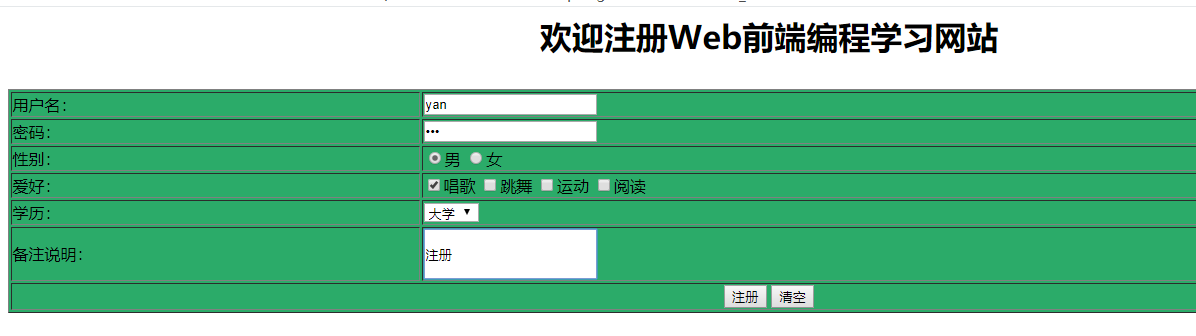 欢迎注册Web前端编程学习网站
用户名: yan
密码: •••
性别: 男 女
爱好: 唱歌 跳舞 运动 阅读
学历: 大学
备注说明: 注册
注册 清空